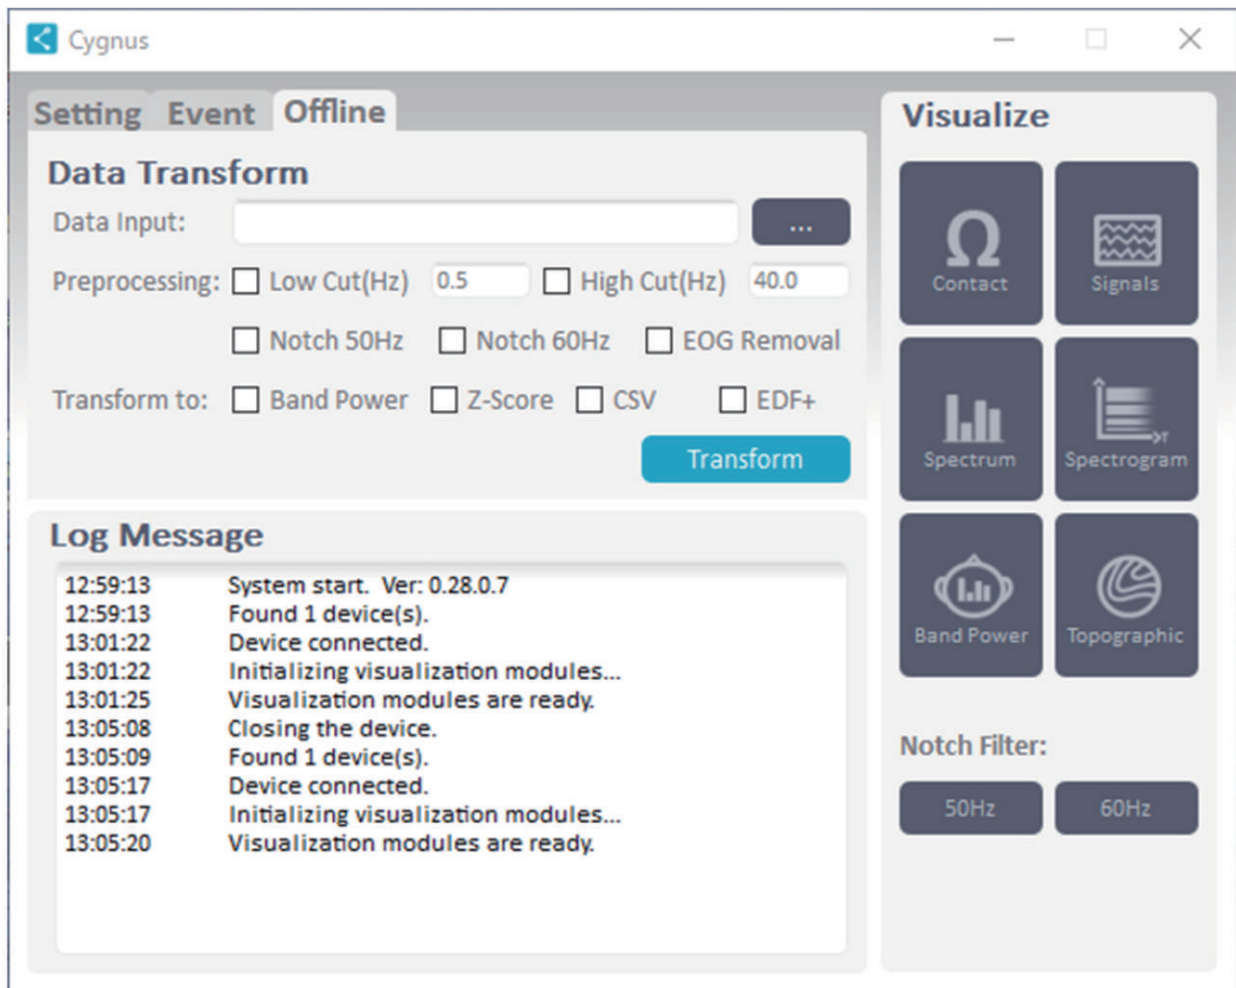 Cygnus
Setting Event Offline
Data Transform
Data Input: ...
Preprocessing: Low Cut(Hz) 0.5 High Cut(Hz) 40.0
Notch 50Hz Notch 60Hz EOG Removal
Transform to: Band Power Z-Score CSV EDF+
Transform
Log Message
12:59:13 System start. Ver: 0.28.0.7
12:59:13 Found 1 device(s).
13:01:22 Device connected.
13:01:22 Initializing visualization modules...
13:01:25 Visualization modules are ready.
13:05:08 Closing the device.
13:05:09 Found 1 device(s).
13:05:17 Device connected.
13:05:17 Initializing visualization modules...
13:05:20 Visualization modules are ready.
Visualize
Ω
Contact Signals
T
Spectrum Spectrogram
Band Power Topographic
Notch Filter:
50Hz 60Hz